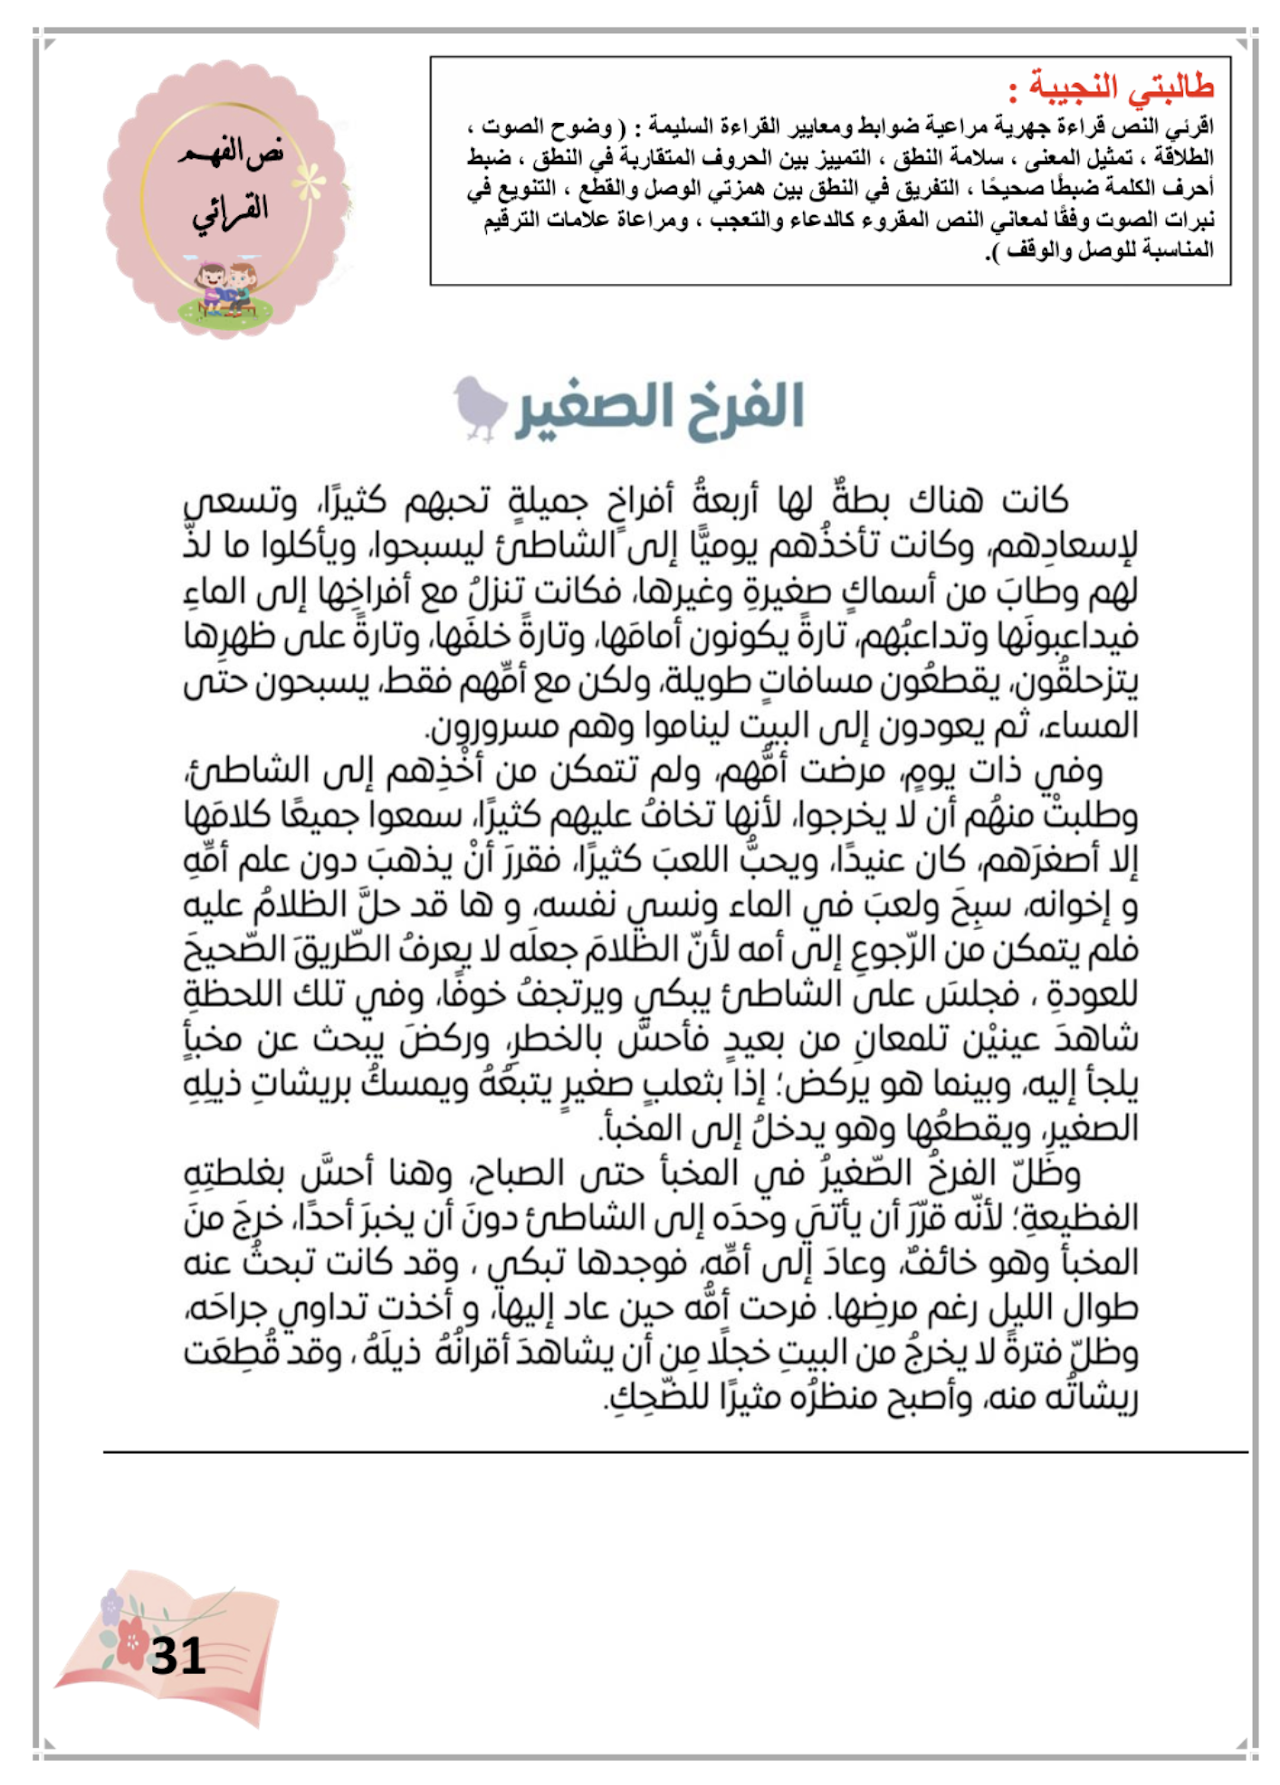 طالبتي النجيبة :
اقرئي النص قراءة جهرية مراعية ضوابط ومعايير القراءة السليمة : ( وضوح الصوت ،
الطلاقة ، تمثيل المعنى ، سلامة النطق ، التمييز بين الحروف المتقاربة في النطق ، ضبط
أحرف الكلمة ضبطًا صحيحًا ، التفريق في النطق بين همزتي الوصل والقطع ، التنويع في
نبرات الصوت وفقًا لمعاني النص المقروء كالدعاء والتعجب ، ومراعاة علامات الترقيم
المناسبة للوصل والوقف ).
نص الفهم
القرائي
الفرخ الصغير
كانت هناك بطةٌ لها أربعةُ أفراخٍ جميلةٍ تحبهم كثيرًا، وتسعى
لإسعادِهم، وكانت تأخذُهم يوميًّا إلى الشاطئ ليسبحوا، ويأكلوا ما لذَّ
لهم وطابَ من أسماكٍ صغيرةِ وغيرِها، فكانت تنزلُ مع أفراخِها إلى الماءِ
فيداعبونَها وتداعبُهم، تارةً يكونون أمامَها، وتارةً خلفَها، وتارةً على ظهرِها
يتزحلقُون، يقطعُون مسافاتٍ طويلة، ولكن مع أمِّهم فقط، يسبحون حتى
المساء، ثم يعودون إلى البيت ليناموا وهم مسرورون.
وفي ذات يومٍ، مرضت أمُّهم، ولم تتمكن من أخْذِهم إلى الشاطئ،
وطلبتْ منهُم أن لا يخرجوا، لأنها تخافُ عليهم كثيرًا، سمعوا جميعًا كلامَها
إلا أصغرَهم، كان عنيدًا، ويحبُّ اللعبَ كثيرًا، فقررَ أنْ يذهبَ دون علم أمِّهِ
و إخوانه، سبِحَ ولعبَ في الماء ونسي نفسه، و ها قد حلَّ الظلامُ عليه
فلم يتمكن من الرّجوعِ إلى أمه لأنّ الظلامَ جعلَه لا يعرفُ الطّريقَ الصّحيحَ
للعودةِ ، فجلسَ على الشاطئ يبكي ويرتجفُ خوفًا، وفي تلك اللحظةِ
شاهدَ عينيْن تلمعانِ من بعيدٍ فأحسَّ بالخطرِ، وركضَ يبحث عن مخبأٍ
يلجأ إليه، وبينما هو يركض؛ إذا بثعلبٍ صغيرٍ يتبعُهُ ويمسكُ بريشاتِ ذيلِهِ
الصغيرِ، ويقطعُها وهو يدخلُ إلى المخبأ.
وظَلّ الفرخُ الصّغيرُ في المخبأ حتى الصباح، وهنا أحسَّ بغلطتِهِ
الفظيعةِ؛ لأنّه قرّرَ أن يأتيَ وحدَه إلى الشاطئ دونَ أن يخبرَ أحدًا، خرجَ منَ
المخبأ وهو خائفٌ، وعادَ إلى أمِّه، فوجدها تبكي ، وقد كانت تبحثُ عنه
طوال الليل رغم مرضِها. فرحت أمُّه حين عاد إليها، و أخذت تداوي جراحَه،
وظلّ فترةً لا يخرجُ من البيتِ خجلًا مِن أن يشاهدَ أقرانُهُ ذيلَهُ ، وقد قُطِعَت
ريشاتُه منه، وأصبح منظرُه مثيرًا للضّحِكِ.
31